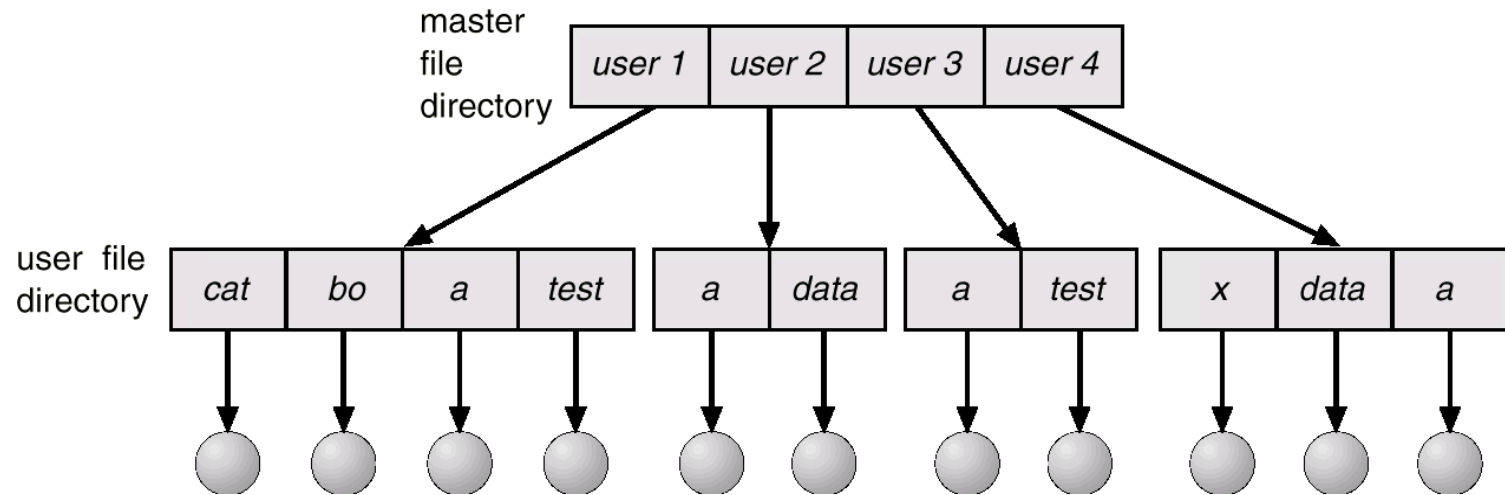 master
file
directory
user 1 user 2 user 3 user 4
user file
directory
cat bo a test a data a test x data a